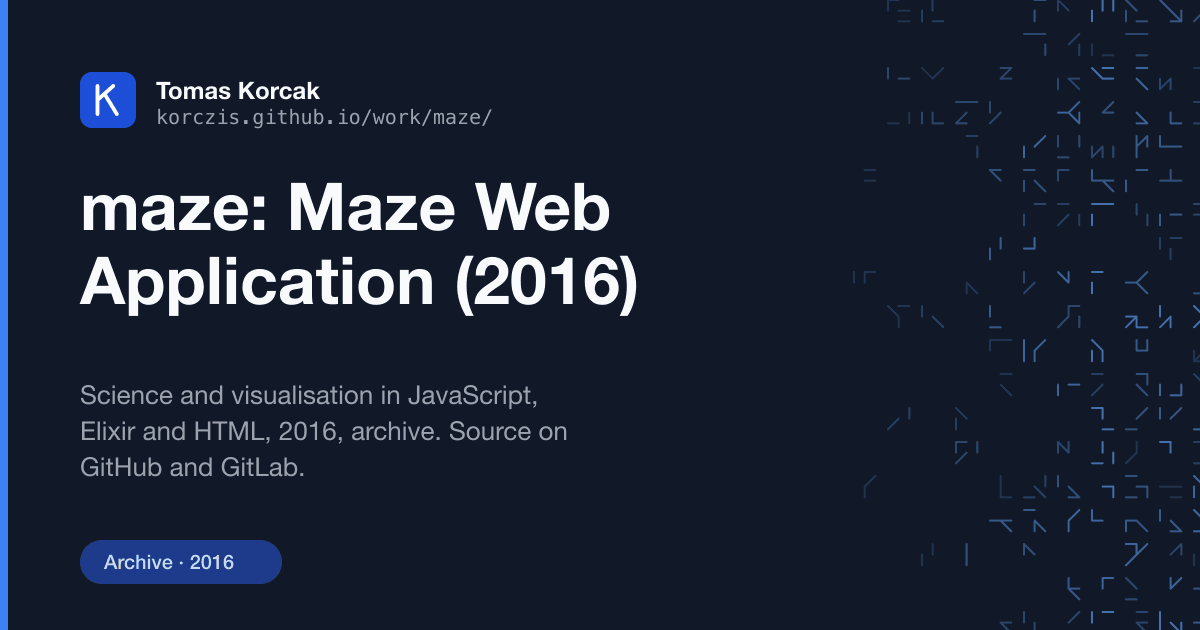 K
Tomas Korcak
korczis.github.io/work/maze/
maze: Maze Web
Application (2016)
Science and visualisation in JavaScript,
Elixir and HTML, 2016, archive. Source on
GitHub and GitLab.
Archive · 2016